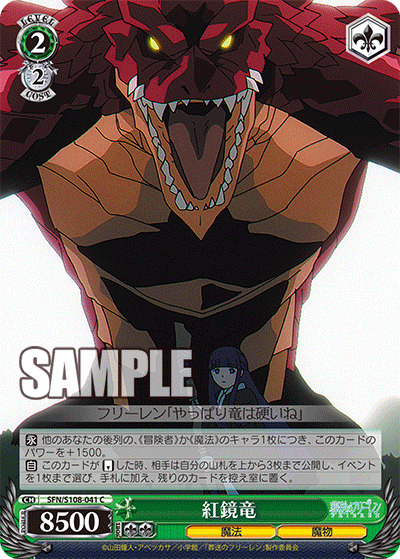 LEVEL
2
2
COST
SAMPLE
フリーレン「やっぱり竜は硬いね」
永 他のあなたの後列の、《冒険者》か《魔法》のキャラ1枚につき、このカードの
パワーを+1500。
自 このカードが した時、相手は自分の山札を上から3枚まで公開し、イベント
を1枚まで選び、手札に加え、残りのカードを控え室に置く。
CH SFN/S108-041 C
8500
紅鏡竜
魔法
魔物
葬送のフリーレン
©山田鐘人・アベツカサ/小学館/「葬送のフリーレン」製作委員会